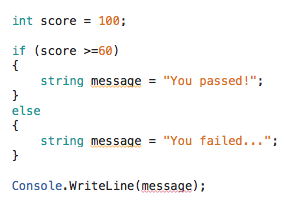 int score = 100;
if (score >=60)
{
    string message = "You passed!";
}
else
{
    string message = "You failed...";
}
Console.WriteLine(message);